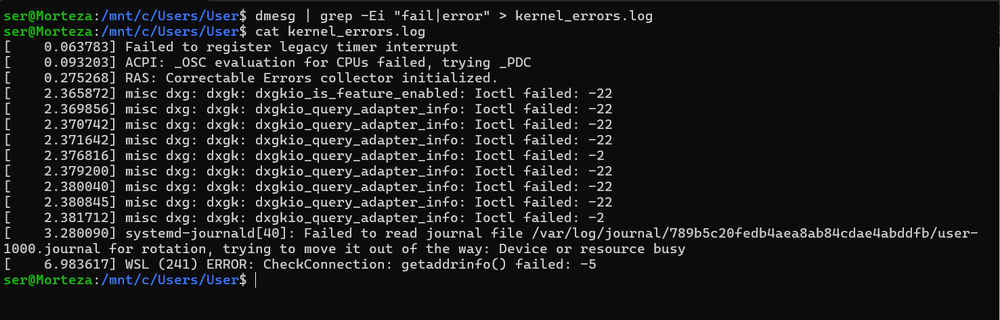 ser@Morteza:/mnt/c/Users/User$ dmesg | grep -Ei "fail|error" > kernel_errors.log
ser@Morteza:/mnt/c/Users/User$ cat kernel_errors.log
[    0.063783] Failed to register legacy timer interrupt
[    0.093203] ACPI: _OSC evaluation for CPUs failed, trying _PDC
[    0.275268] RAS: Correctable Errors collector initialized.
[    2.365872] misc dxg: dxgk: dxgkio_is_feature_enabled: Ioctl failed: -22
[    2.369856] misc dxg: dxgk: dxgkio_query_adapter_info: Ioctl failed: -22
[    2.370742] misc dxg: dxgk: dxgkio_query_adapter_info: Ioctl failed: -22
[    2.371642] misc dxg: dxgk: dxgkio_query_adapter_info: Ioctl failed: -22
[    2.376816] misc dxg: dxgk: dxgkio_query_adapter_info: Ioctl failed: -2
[    2.379200] misc dxg: dxgk: dxgkio_query_adapter_info: Ioctl failed: -22
[    2.380040] misc dxg: dxgk: dxgkio_query_adapter_info: Ioctl failed: -22
[    2.380845] misc dxg: dxgk: dxgkio_query_adapter_info: Ioctl failed: -22
[    2.381712] misc dxg: dxgk: dxgkio_query_adapter_info: Ioctl failed: -2
[    3.280090] systemd-journald[40]: Failed to read journal file /var/log/journal/789b5c20fedb4aea8ab84cdae4abddfb/user-
1000.journal for rotation, trying to move it out of the way: Device or resource busy
[    6.983617] WSL (241) ERROR: CheckConnection: getaddrinfo() failed: -5
ser@Morteza:/mnt/c/Users/User$